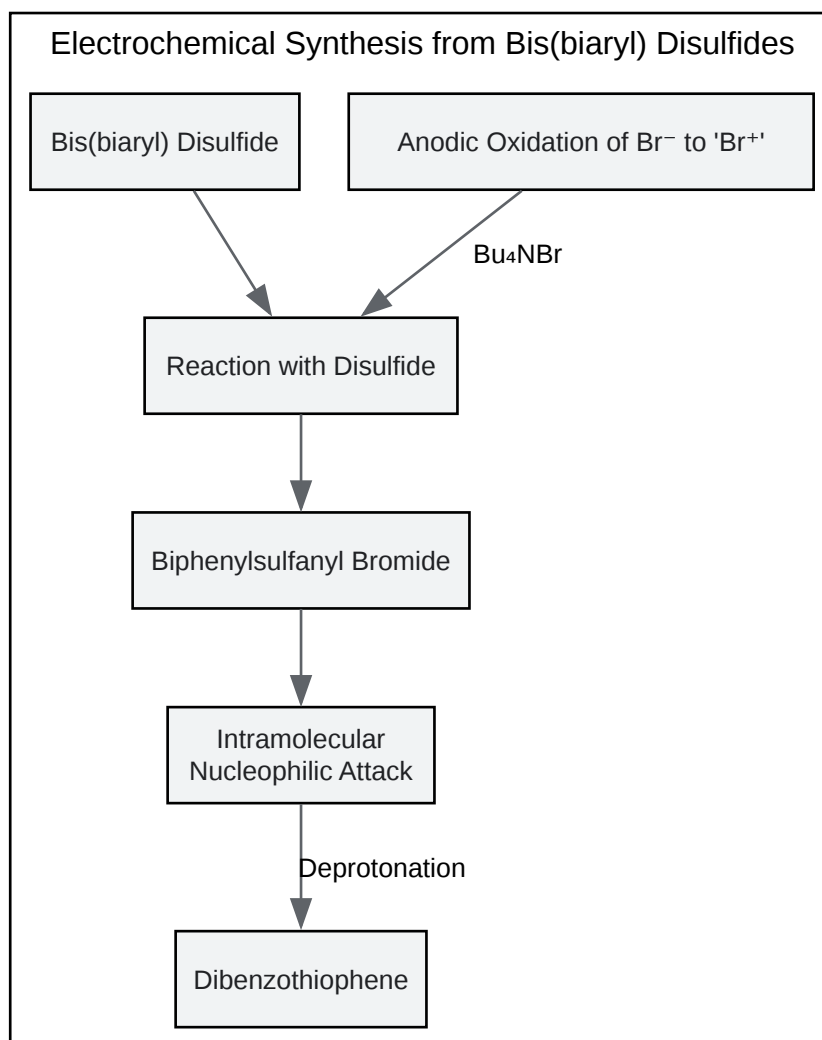 Electrochemical Synthesis from Bis(biaryl) Disulfides
Bis(biaryl) Disulfide
Anodic Oxidation of Br⁻ to 'Br⁺'
Bu₄NBr
Reaction with Disulfide
Biphenylsulfanyl Bromide
Intramolecular
Nucleophilic Attack
Deprotonation
Dibenzothiophene